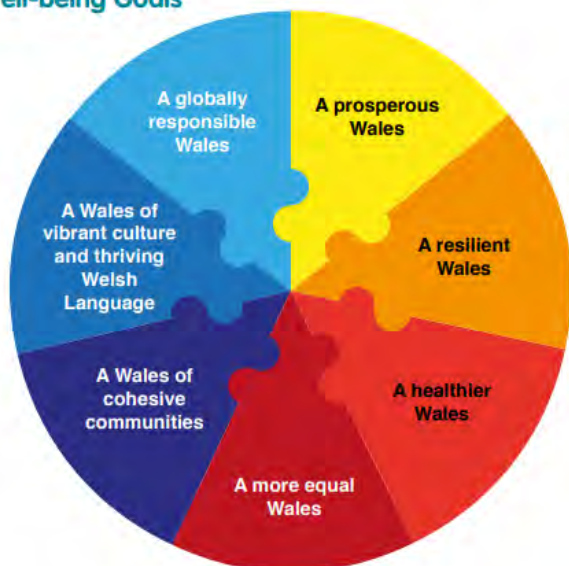 Goals
A prosperous
Wales
A resilient
Wales
A healthier
Wales
A more equal
Wales
A Wales of
cohesive
communities
A Wales of
vibrant culture
and thriving
Welsh
Language
A globally
responsible
Wales